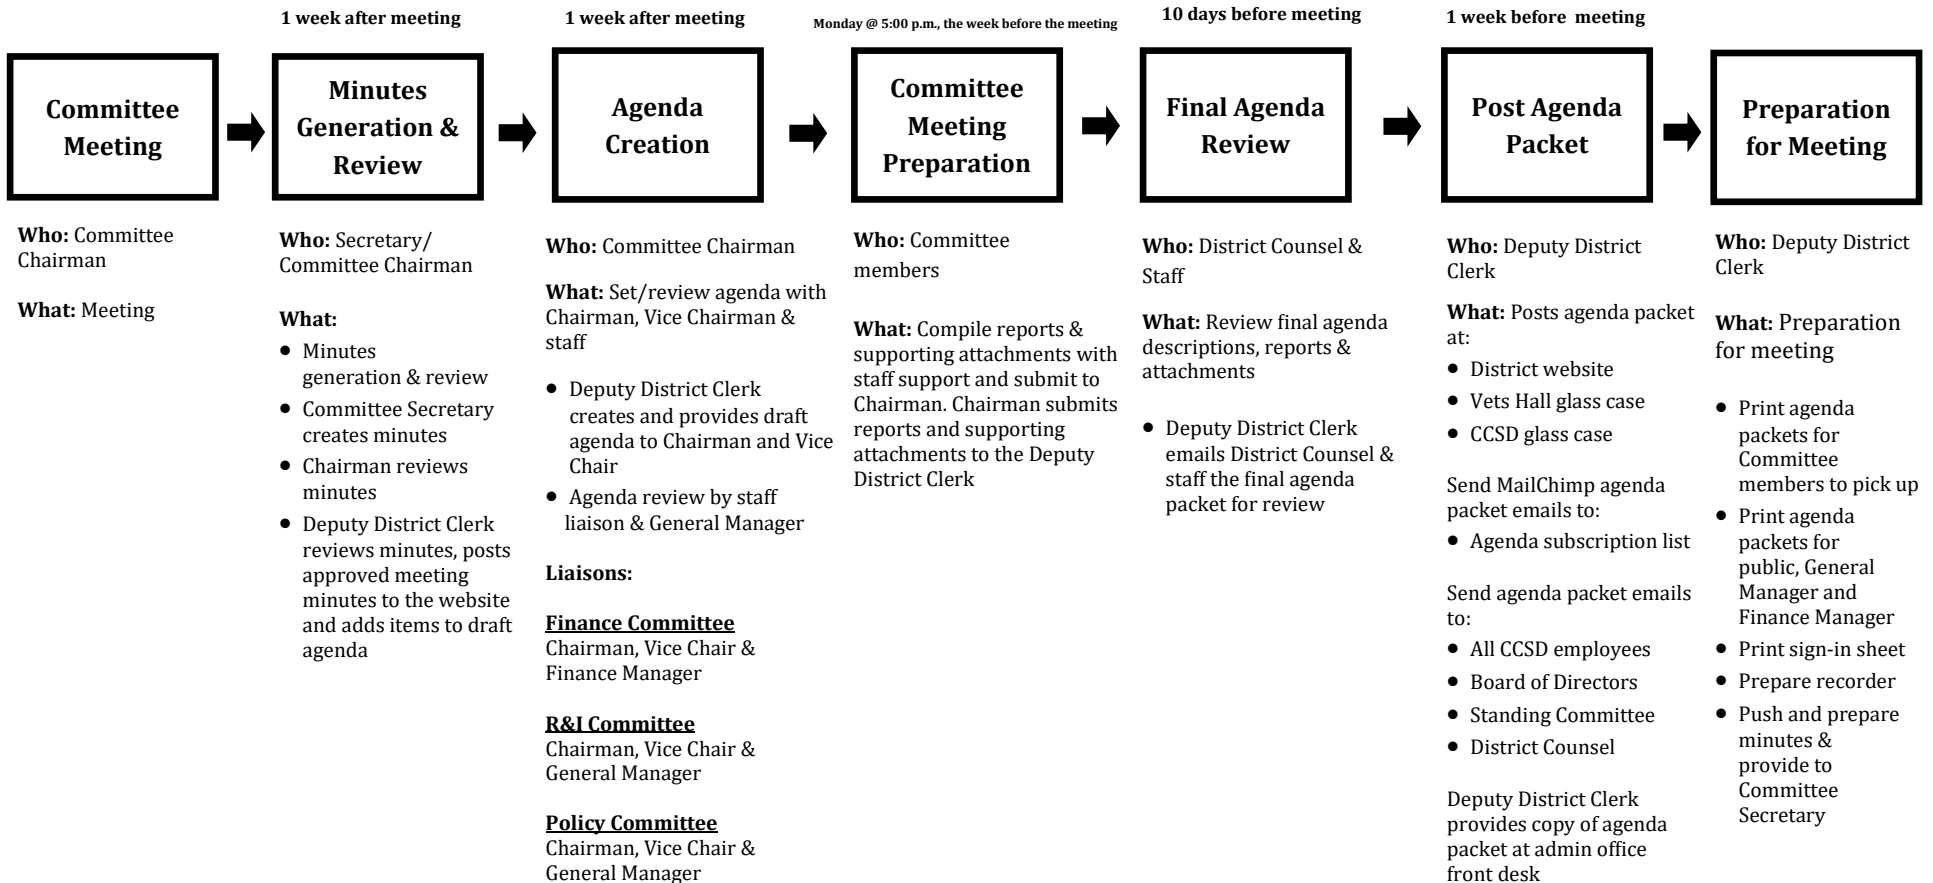 1 week after meeting
1 week after meeting
Monday @ 5:00 p.m., the week before the meeting
10 days before meeting
1 week before  meeting
Committee
Meeting
Minutes
Generation &
Review
Agenda
Creation
Committee
Meeting
Preparation
Final Agenda
Review
Post Agenda
Packet
Preparation
for Meeting
Who: Committee
Chairman
What: Meeting
Who: Secretary/
Committee Chairman
What:
• Minutes
generation & review
• Committee Secretary
creates minutes
• Chairman reviews
minutes
• Deputy District Clerk
reviews minutes, posts
approved meeting
minutes to the website
and adds items to draft
agenda
Who: Committee Chairman
What: Set/review agenda with
Chairman, Vice Chairman &
staff
• Deputy District Clerk
creates and provides draft
agenda to Chairman and Vice
Chair
• Agenda review by staff
liaison & General Manager
Liaisons:
Finance Committee
Chairman, Vice Chair &
Finance Manager
R&I Committee
Chairman, Vice Chair &
General Manager
Policy Committee
Chairman, Vice Chair &
General Manager
Who: Committee
members
What: Compile reports &
supporting attachments with
staff support and submit to
Chairman. Chairman submits
reports and supporting
attachments to the Deputy
District Clerk
Who: District Counsel &
Staff
What: Review final agenda
descriptions, reports &
attachments
• Deputy District Clerk
emails District Counsel &
staff the final agenda
packet for review
Who: Deputy District
Clerk
What: Posts agenda packet
at:
• District website
• Vets Hall glass case
• CCSD glass case
Send MailChimp agenda
packet emails to:
• Agenda subscription list
Send agenda packet emails
to:
• All CCSD employees
• Board of Directors
• Standing Committee
• District Counsel
Deputy District Clerk
provides copy of agenda
packet at admin office
front desk
Who: Deputy District
Clerk
What: Preparation
for meeting
• Print agenda
packets for
Committee
members to pick up
• Print agenda
packets for
public, General
Manager and
Finance Manager
• Print sign-in sheet
• Prepare recorder
• Push and prepare
minutes &
provide to
Committee
Secretary